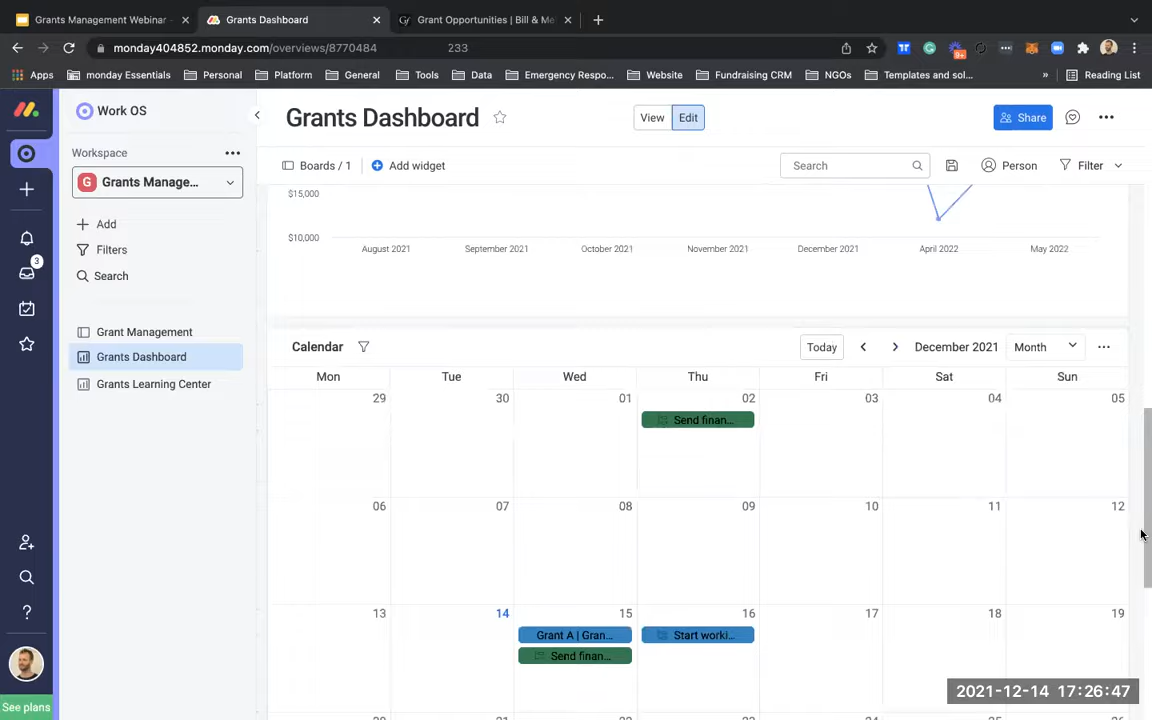 Grants Management Webinar
Grants Dashboard
Grant Opportunities | Bill & Me
monday404852.monday.com/overviews/8770484
233
Apps
monday Essentials
Personal
Platform
General
Tools
Data
Emergency Respo...
Website
Fundraising CRM
NGOs
Templates and sol...
»
Reading List
9+
Work OS
Workspace
G
Grants Manage...
Add
Filters
Search
Grant Management
Grants Dashboard
Grants Learning Center
3
See plans
Grants Dashboard
View
Edit
Share
Boards / 1
Add widget
Search
Person
Filter
$15,000
$10,000
August 2021
September 2021
October 2021
November 2021
December 2021
April 2022
May 2022
Calendar
Today
December 2021
Month
Mon
Tue
Wed
Thu
Fri
Sat
Sun
29
30
01
02
03
04
05
Send finan...
06
07
08
09
10
11
12
13
14
15
16
17
18
19
Grant A | Gran...
Start worki...
Send finan...
2021-12-14 17:26:47